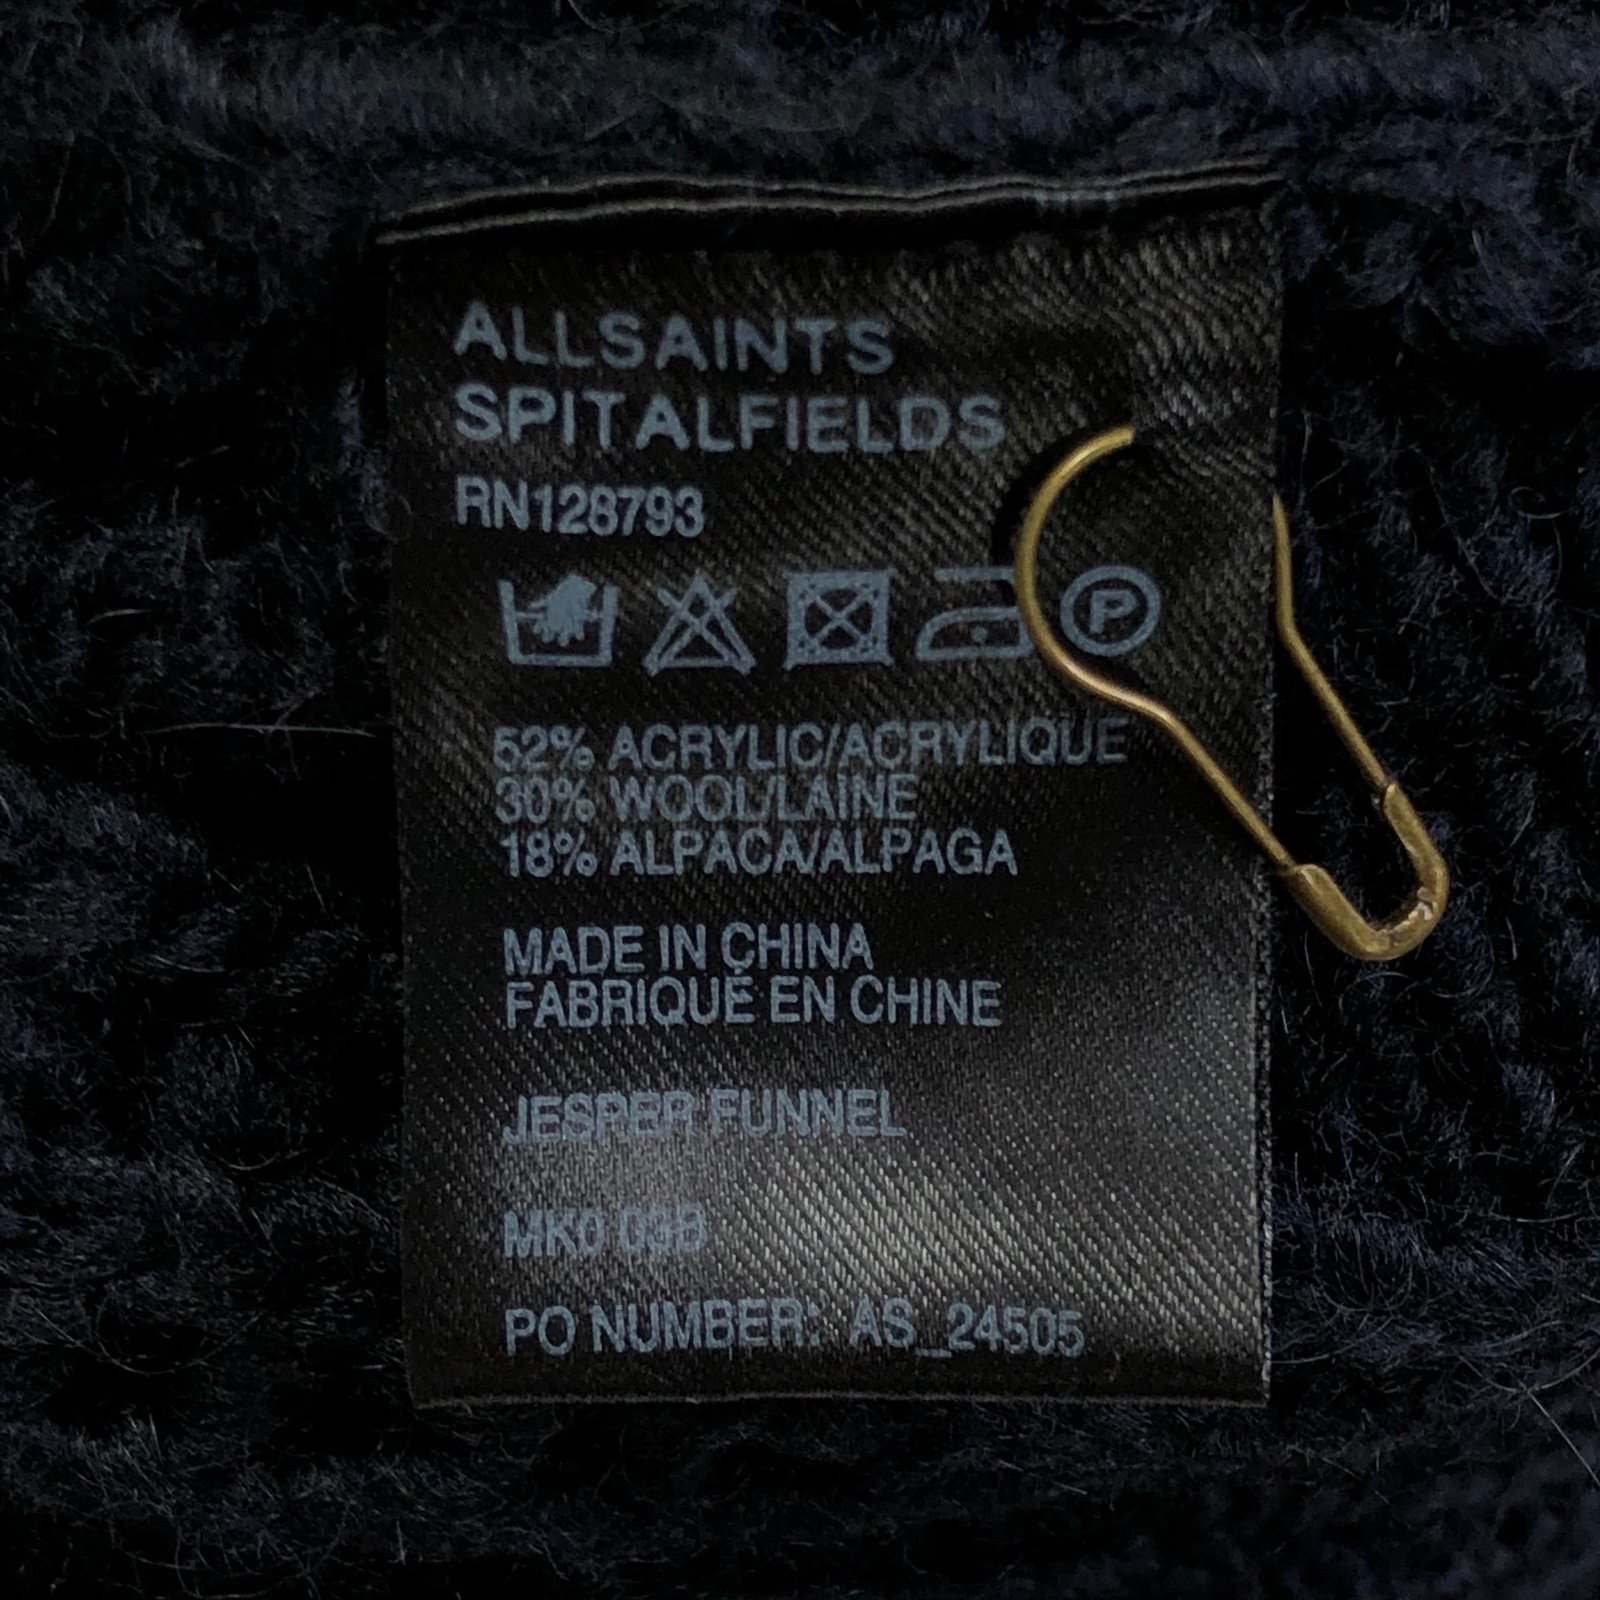 ALLSAINTS
SPITALFIELDS
RN128793
P
52% ACRYLIC/ACRYLIQUE
30% WOOL/LAINE
18% ALPACA/ALPAGA
MADE IN CHINA
FABRIQUÉ EN CHINE
JESPER FUNNEL
MK0 03B
PO NUMBER: AS_24505